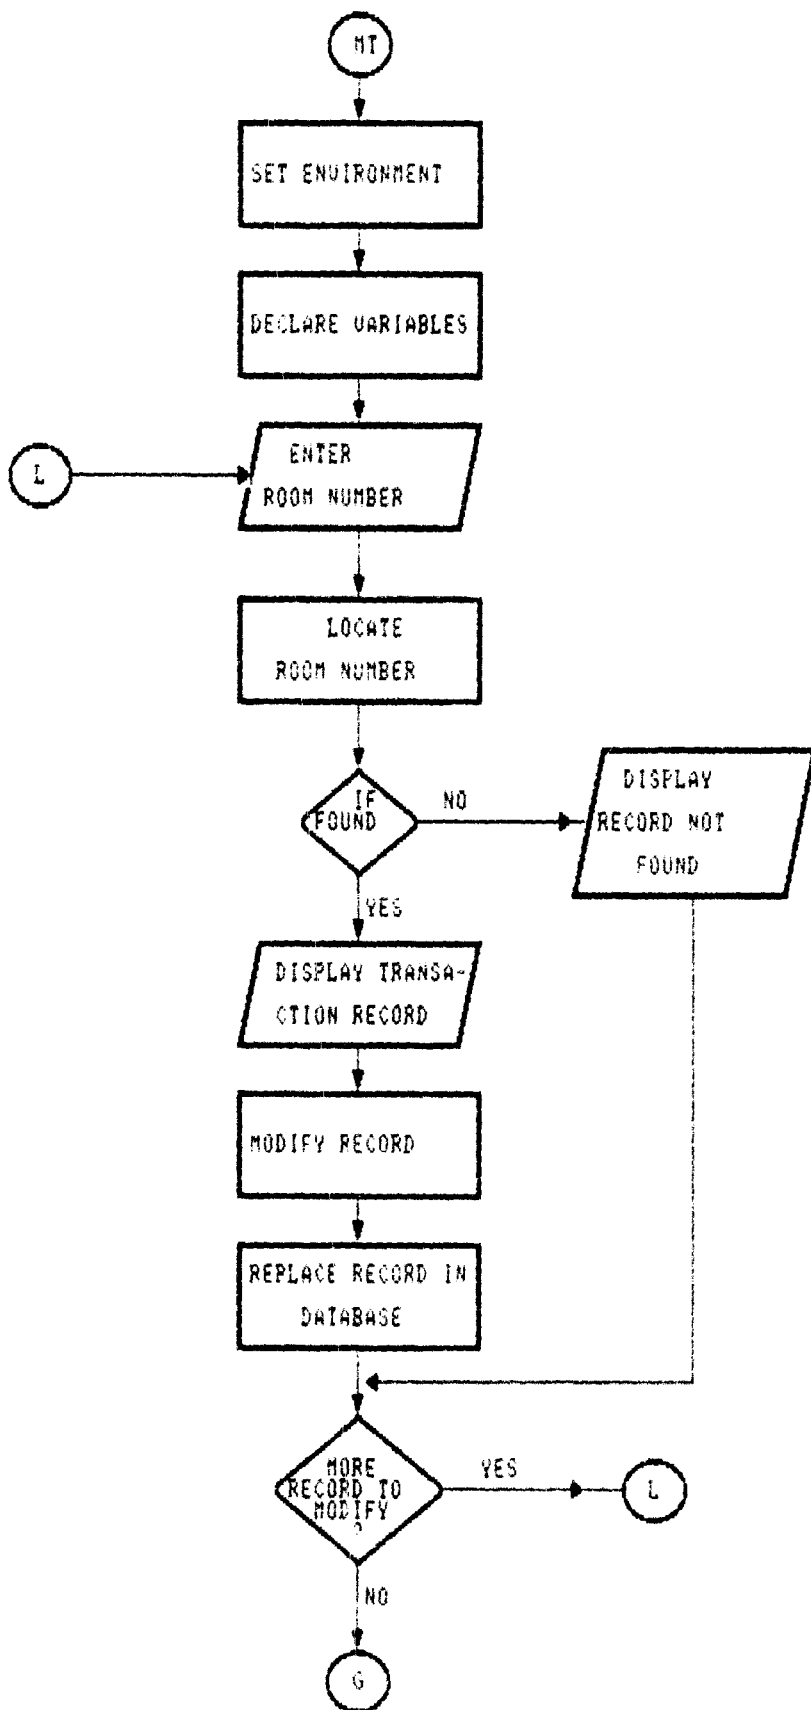 MT
SET ENVIRONMENT
DECLARE VARIABLES
ENTER
ROOM NUMBER
L
LOCATE
ROOM NUMBER
IF
FOUND
NO
DISPLAY
RECORD NOT
FOUND
YES
DISPLAY TRANSA-
CTION RECORD
MODIFY RECORD
REPLACE RECORD IN
DATABASE
MORE
RECORD TO
MODIFY
?
YES
L
NO
G